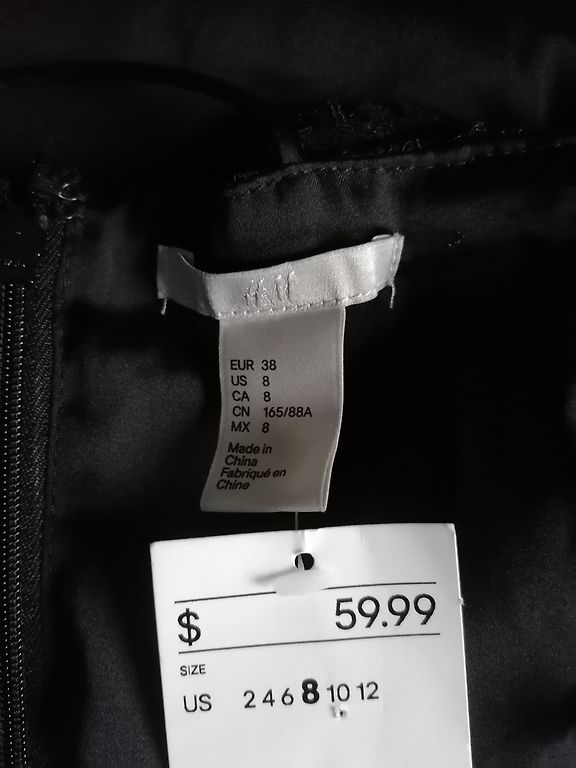 H&M
EUR 38
US 8
CA 8
CN 165/88A
MX 8
Made in
China
Fabriqué en
Chine
$ 59.99
SIZE
US 2 4 6 8 10 12